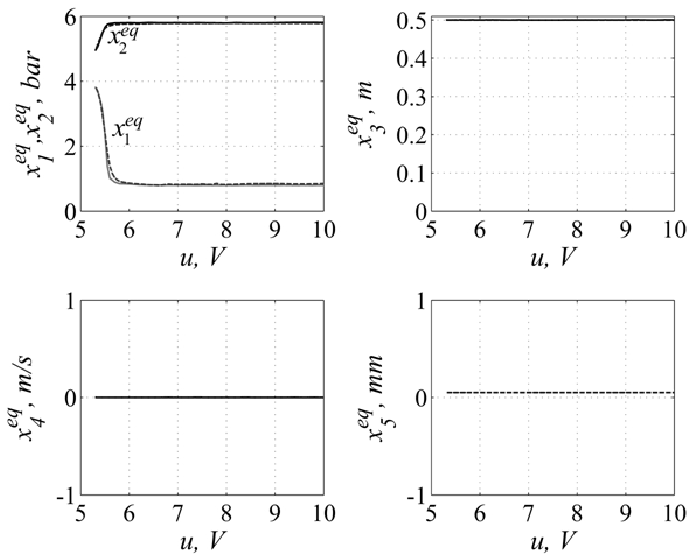 6
4
2
0
x_1^{eq}, x_2^{eq}, bar
x_2^{eq}
x_1^{eq}
5 6 7 8 9 10
u, V
0.5
0.4
0.3
0.2
0.1
0
x_3^{eq}, m
5 6 7 8 9 10
u, V
1
0
-1
x_4^{eq}, m/s
5 6 7 8 9 10
u, V
1
0
-1
x_5^{eq}, mm
5 6 7 8 9 10
u, V